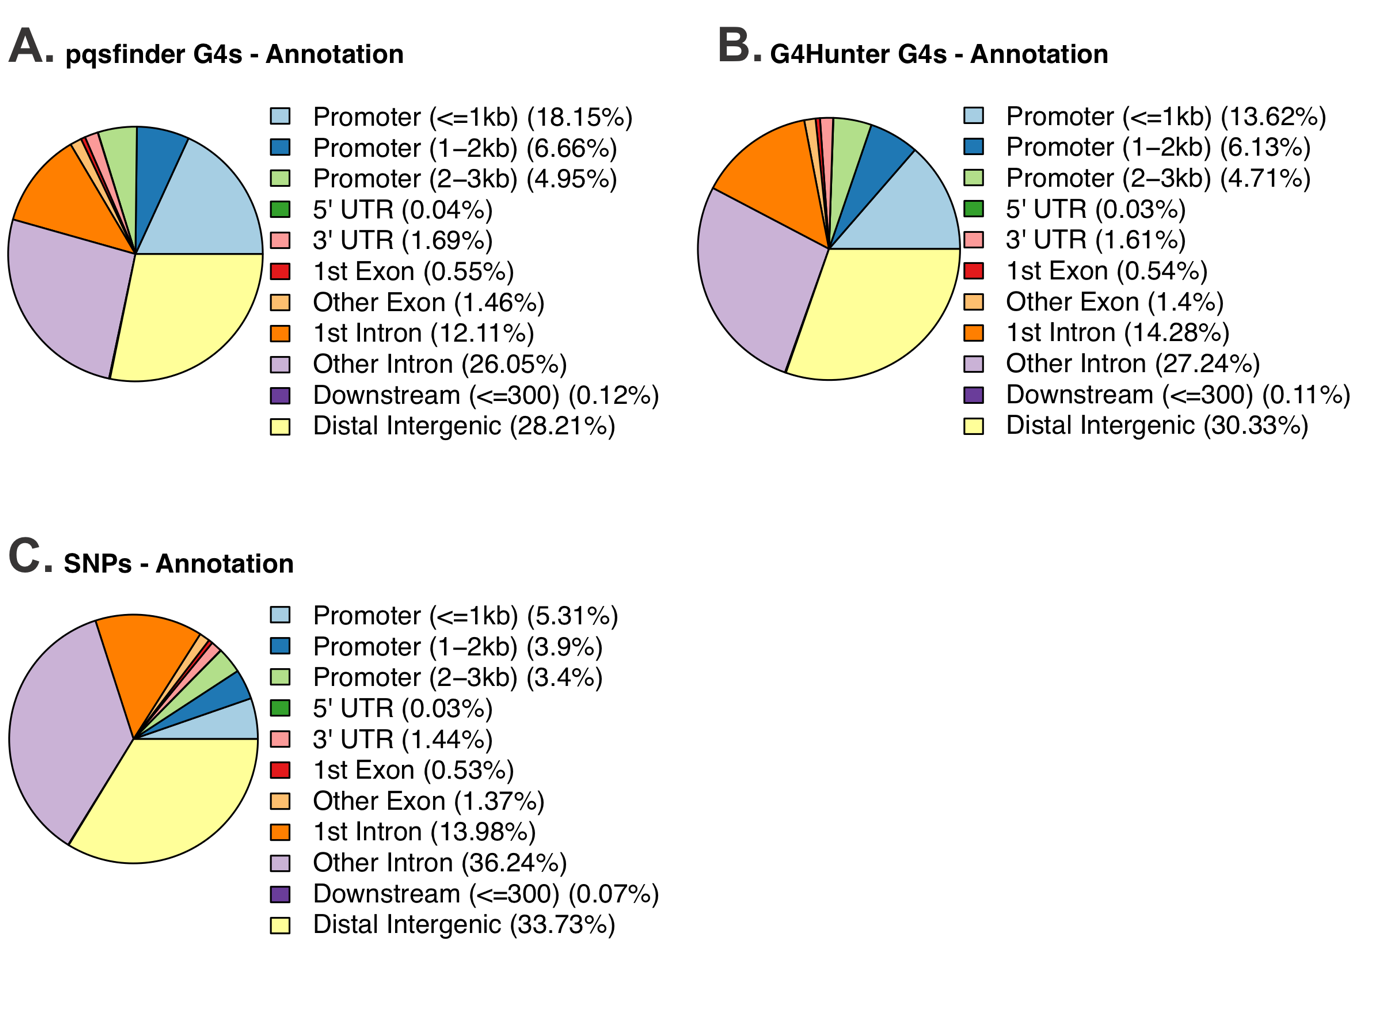 A. pqsfinder G4s - Annotation
Promoter (<=1kb) (18.15%)
Promoter (1−2kb) (6.66%)
Promoter (2−3kb) (4.95%)
5' UTR (0.04%)
3' UTR (1.69%)
1st Exon (0.55%)
Other Exon (1.46%)
1st Intron (12.11%)
Other Intron (26.05%)
Downstream (<=300) (0.12%)
Distal Intergenic (28.21%)
B. G4Hunter G4s - Annotation
Promoter (<=1kb) (13.62%)
Promoter (1−2kb) (6.13%)
Promoter (2−3kb) (4.71%)
5' UTR (0.03%)
3' UTR (1.61%)
1st Exon (0.54%)
Other Exon (1.4%)
1st Intron (14.28%)
Other Intron (27.24%)
Downstream (<=300) (0.11%)
Distal Intergenic (30.33%)
C. SNPs - Annotation
Promoter (<=1kb) (5.31%)
Promoter (1−2kb) (3.9%)
Promoter (2−3kb) (3.4%)
5' UTR (0.03%)
3' UTR (1.44%)
1st Exon (0.53%)
Other Exon (1.37%)
1st Intron (13.98%)
Other Intron (36.24%)
Downstream (<=300) (0.07%)
Distal Intergenic (33.73%)